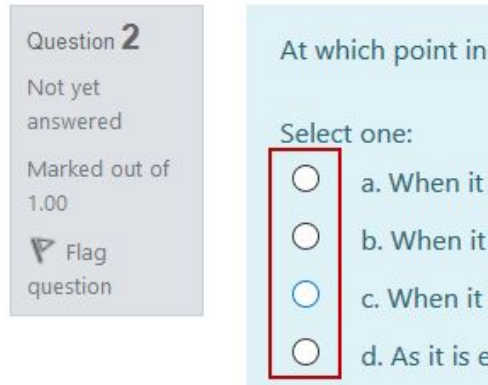 Question 2
Not yet
answered
Marked out of
1.00
Flag
question
At which point in
Select one:
a. When it
b. When it
c. When it
d. As it is